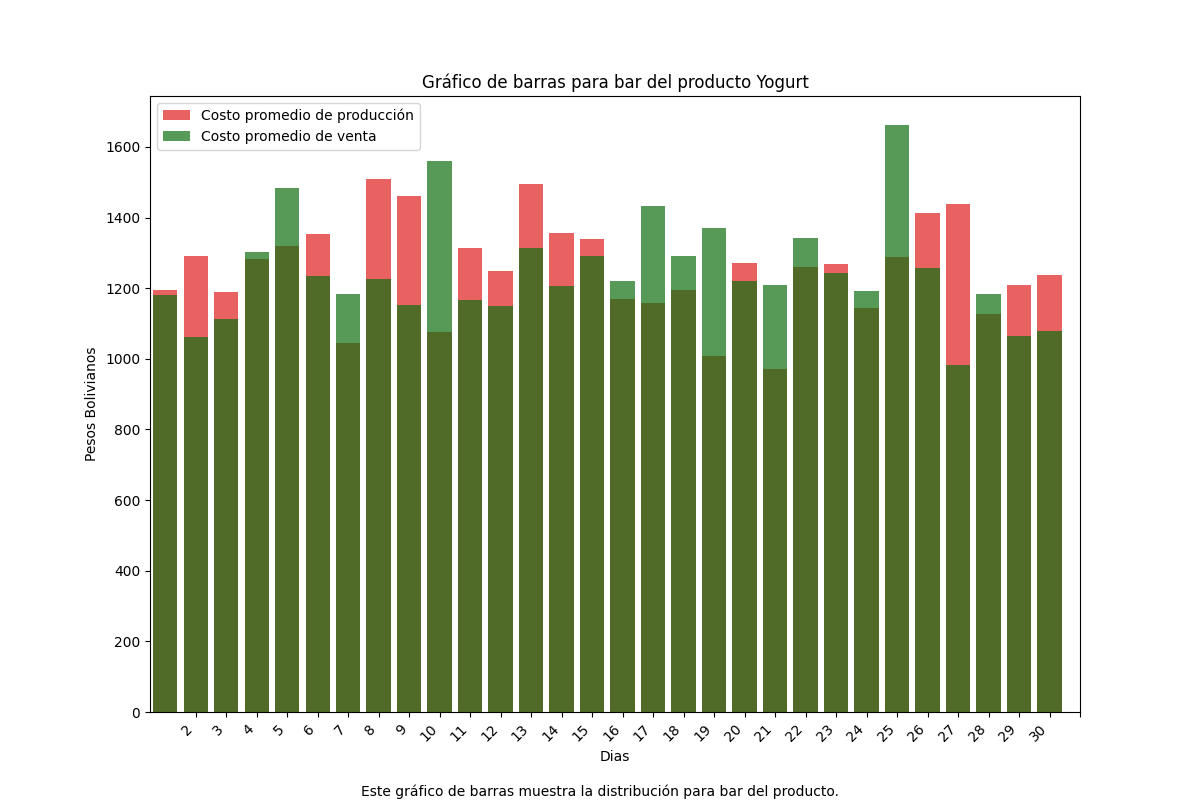 Gráfico de barras para bar del producto Yogurt
Costo promedio de producción
Costo promedio de venta
1600
1400
1200
1000
800
600
400
200
0
Pesos Bolivianos
2 3 4 5 6 7 8 9 10 11 12 13 14 15 16 17 18 19 20 21 22 23 24 25 26 27 28 29 30
Dias
Este gráfico de barras muestra la distribución para bar del producto.